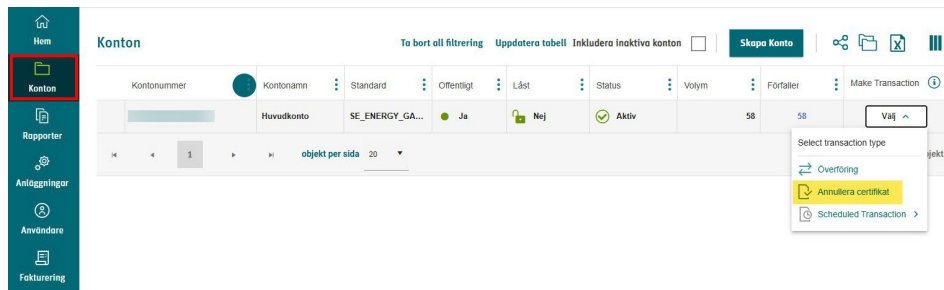 Hem
Konton
Rapporter
Anläggningar
Användare
Fakturering
Konton
Ta bort all filtrering Uppdatera tabell Inkludera inaktiva konton Skapa Konto
Kontonummer Kontonamn Standard Offentligt Låst Status Volym Förfaller Make Transaction
Huvudkonto SE_ENERGY_GA... Ja Nej Aktiv 58 58 Välj
1 objekt per sida 20
Select transaction type
Överföring
Annullera certifikat
Scheduled Transaction